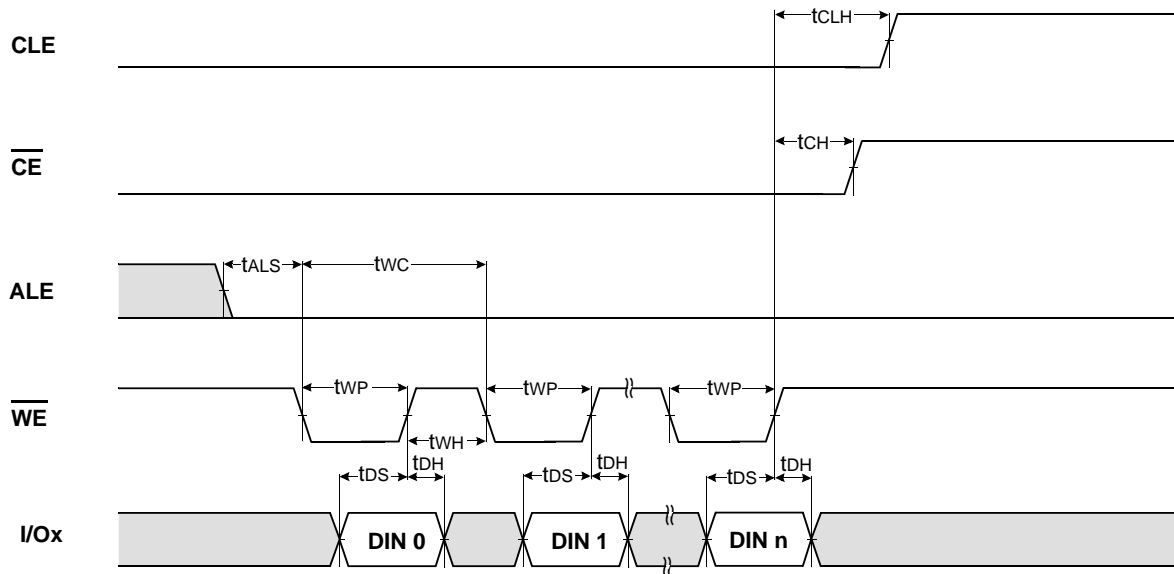 tCLH
CLE
tCH
CE
tALS
tWC
ALE
tWP
tWP
tWP
WE
tWH
tDS
tDH
tDS
tDH
tDS
tDH
I/Ox
DIN 0
DIN 1
DIN n